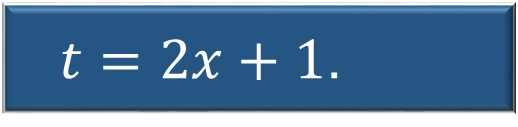 t = 2x + 1.